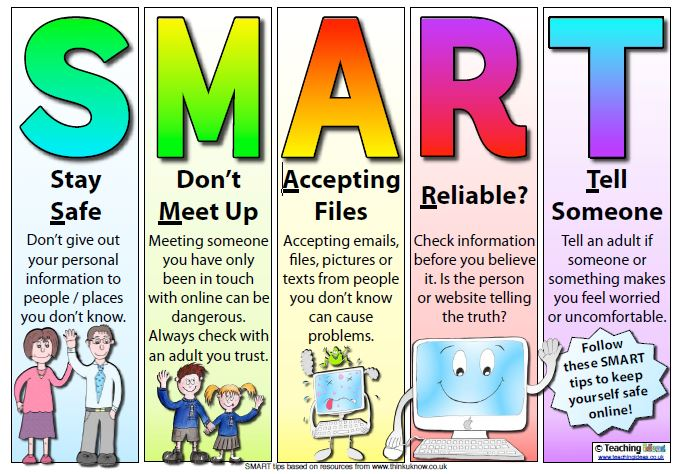 S
Stay
Safe
Don't give out
your personal
information to
people / places
you don't know.
M
Don't
Meet Up
Meeting someone
you have only
been in touch
with online can be
dangerous.
Always check with
an adult you trust.
A
Accepting
Files
Accepting emails,
files, pictures or
texts from people
you don't know
can cause
problems.
R
Reliable?
Check information
before you believe
it. Is the person
or website telling
the truth?
T
Tell
Someone
Tell an adult if
someone or
something makes
you feel worried
or uncomfortable.
Follow
these SMART
tips to keep
yourself safe
online!
© Teaching Ideas
www.teachingideas.co.uk
SMART tips based on resources from www.thinkuknow.co.uk